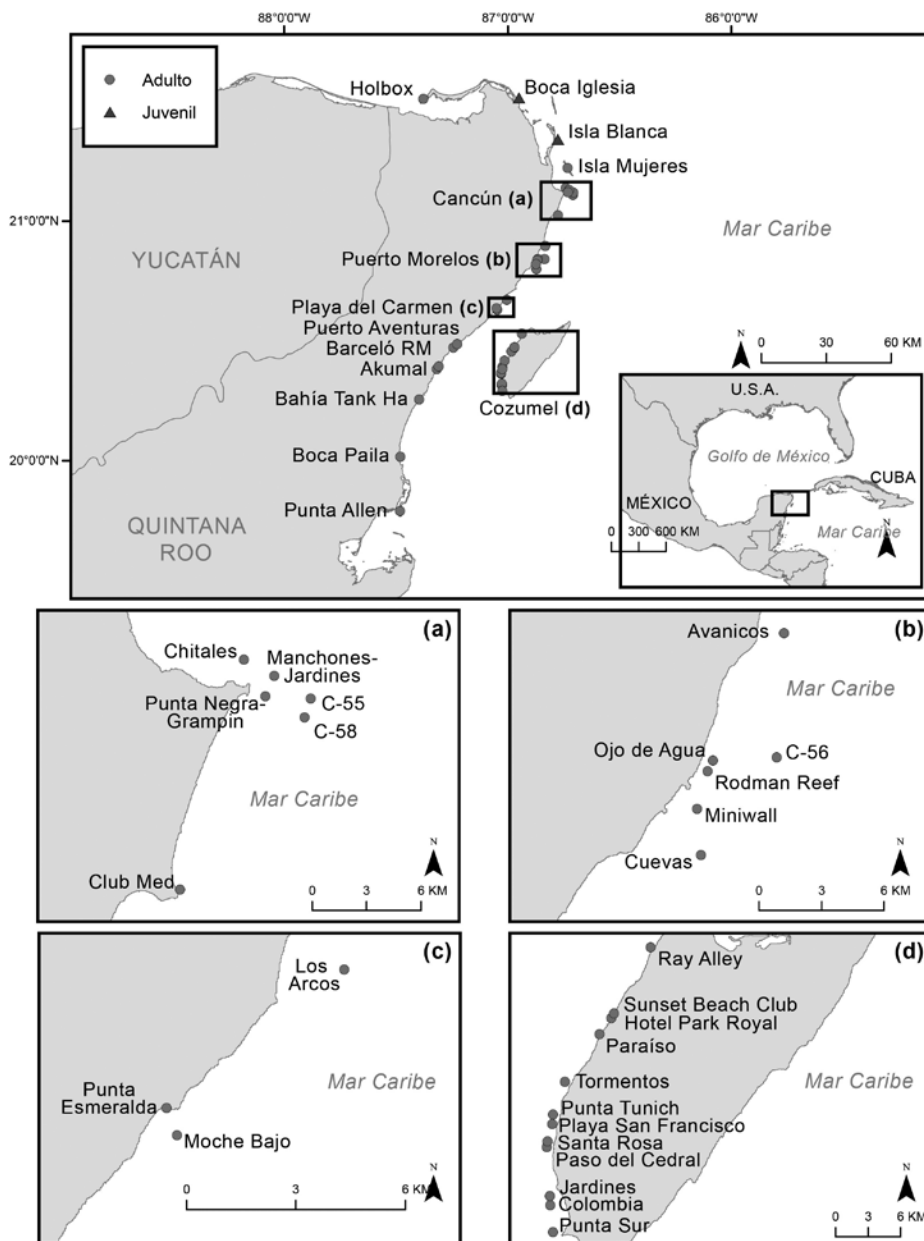 88°0'0"W
87°0'0"W
86°0'0"W
Adulto
Juvenil
Holbox
Boca Iglesia
Isla Blanca
Isla Mujeres
Cancún (a)
21°0'0"N
Mar Caribe
YUCATÁN
Puerto Morelos (b)
Playa del Carmen (c)
Puerto Aventuras
Barceló RM
Akumal
Bahía Tank Ha
Cozumel (d)
N
0 30 60 KM
Boca Paila
20°0'0"N
Punta Allen
QUINTANA
ROO
U.S.A.
Golfo de México
CUBA
MÉXICO
Mar Caribe
0 300 600 KM
N
(a)
Chitales
Manchones-
Jardines
Punta Negra-
Grampin
C-55
C-58
Mar Caribe
Club Med
N
0 3 6 KM
(b)
Avanicos
Mar Caribe
Ojo de Agua
C-56
Rodman Reef
Miniwall
Cuevas
N
0 3 6 KM
(c)
Los
Arcos
Mar Caribe
Punta
Esmeralda
Moche Bajo
N
0 3 6 KM
(d)
Ray Alley
Sunset Beach Club
Hotel Park Royal
Paraíso
Tormentos
Mar Caribe
Punta Tunich
Playa San Francisco
Santa Rosa
Paso del Cedral
Jardines
Colombia
Punta Sur
N
0 3 6 KM